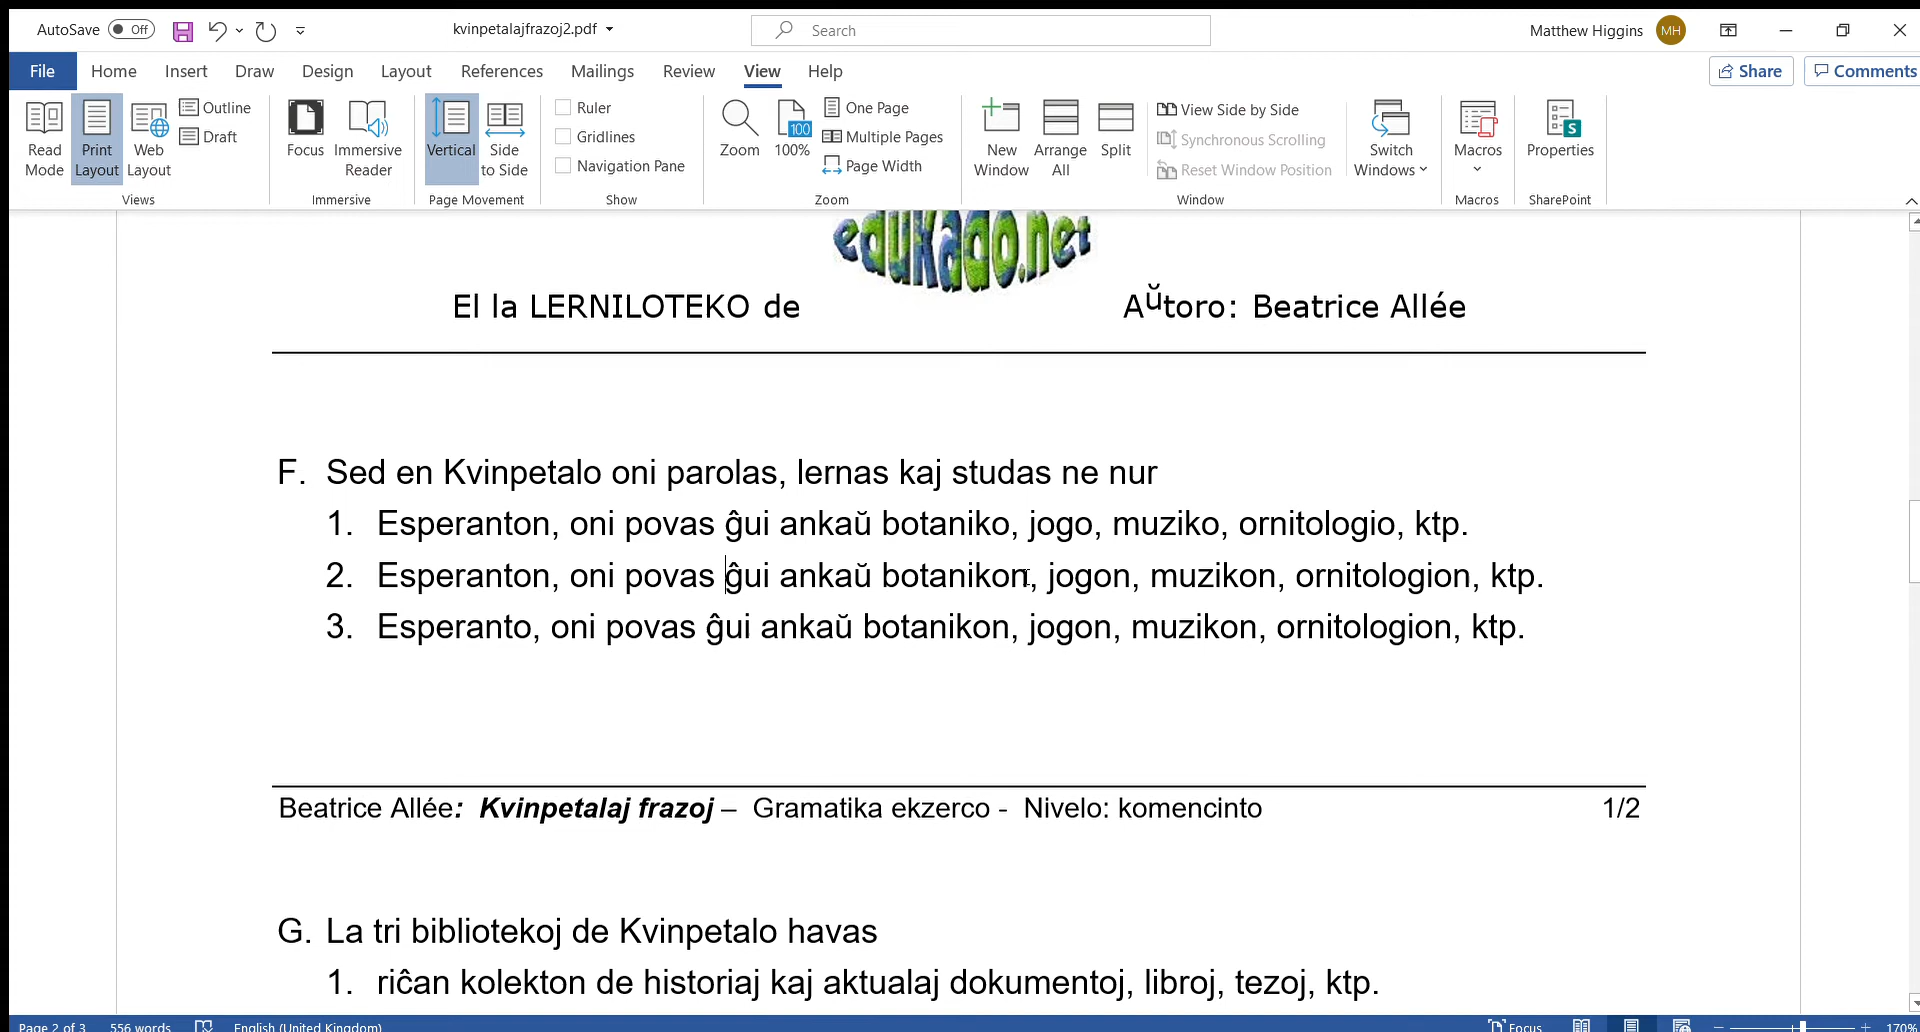 AutoSave Off kvinpetalajfrazoj2.pdf Search Matthew Higgins MH
File Home Insert Draw Design Layout References Mailings Review View Help Share Comments
Read Mode
Print Layout
Web Layout
Outline
Draft
Views
Focus
Immersive Reader
Immersive
Vertical
Side to Side
Page Movement
Ruler
Gridlines
Navigation Pane
Show
Zoom
100
100%
One Page
Multiple Pages
Page Width
Zoom
New Window
Arrange All
Split
View Side by Side
Synchronous Scrolling
Reset Window Position
Window
Switch Windows
Macros
Macros
S
Properties
SharePoint
edukado.net
El la LERNILOTEKO de Aŭtoro: Beatrice Allée
F. Sed en Kvinpetalo oni parolas, lernas kaj studas ne nur
1. Esperanton, oni povas ĝui ankaŭ botaniko, jogo, muziko, ornitologio, ktp.
2. Esperanton, oni povas ĝui ankaŭ botanikon, jogon, muzikon, ornitologion, ktp.
3. Esperanto, oni povas ĝui ankaŭ botanikon, jogon, muzikon, ornitologion, ktp.
Beatrice Allée: Kvinpetalaj frazoj – Gramatika ekzerco - Nivelo: komencinto 1/2
G. La tri bibliotekoj de Kvinpetalo havas
1. riĉan kolekton de historiaj kaj aktualaj dokumentoj, libroj, tezoj, ktp.
Page 2 of 3 556 words English (United Kingdom) Focus 170%